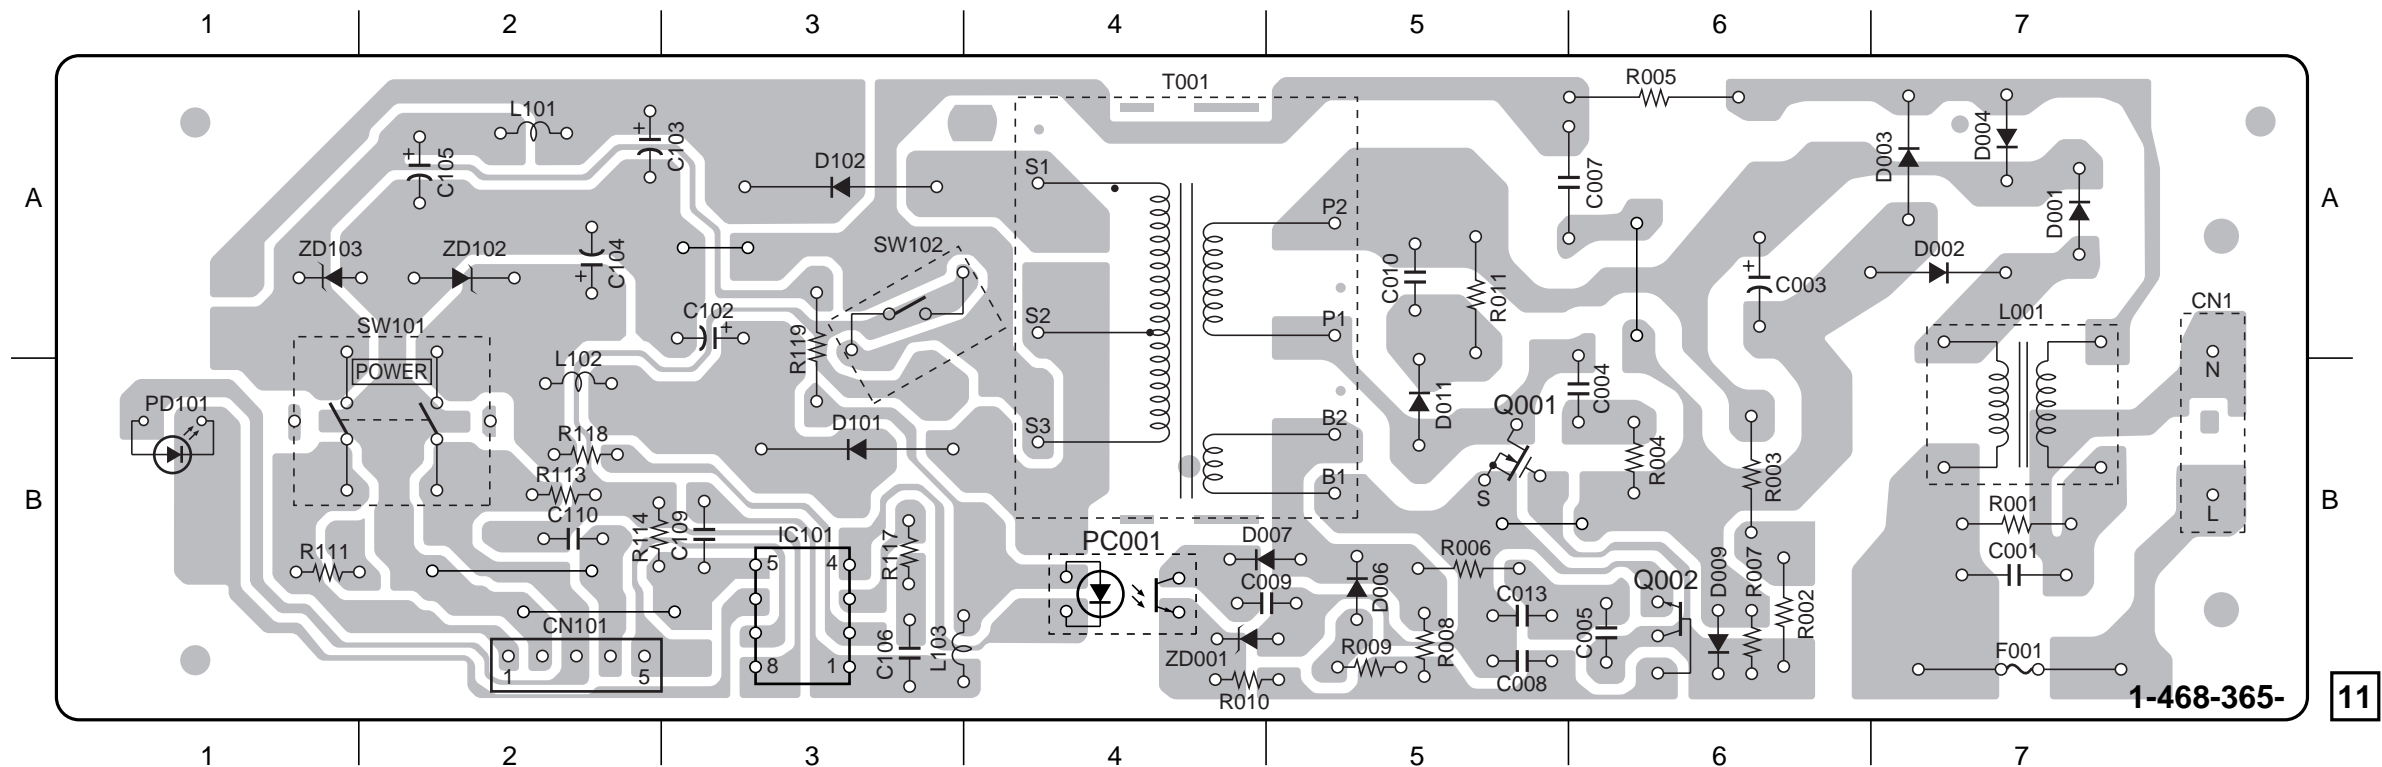 1 2 3 4 5 6 7
T001
R005
L101
C105
C103
D102
S1
C007
D003
D004
A
A
P2
D001
ZD103
ZD102
C104
SW102
C010
R011
C003
D002
CN1
SW101
C102
R119
S2
P1
L001
POWER
L102
D011
C004
N
PD101
D101
S3
B2
Q001
R118
R113
R004
R003
B
B
C110
R114
C109
S
B1
R001
L
R111
IC101
5
4
R117
PC001
D007
R006
Q002
D009
R007
C001
C009
D006
C013
C005
R002
CN101
1
5
8
1
C106
L103
ZD001
R009
R008
C008
F001
R010
1-468-365-
11
1 2 3 4 5 6 7